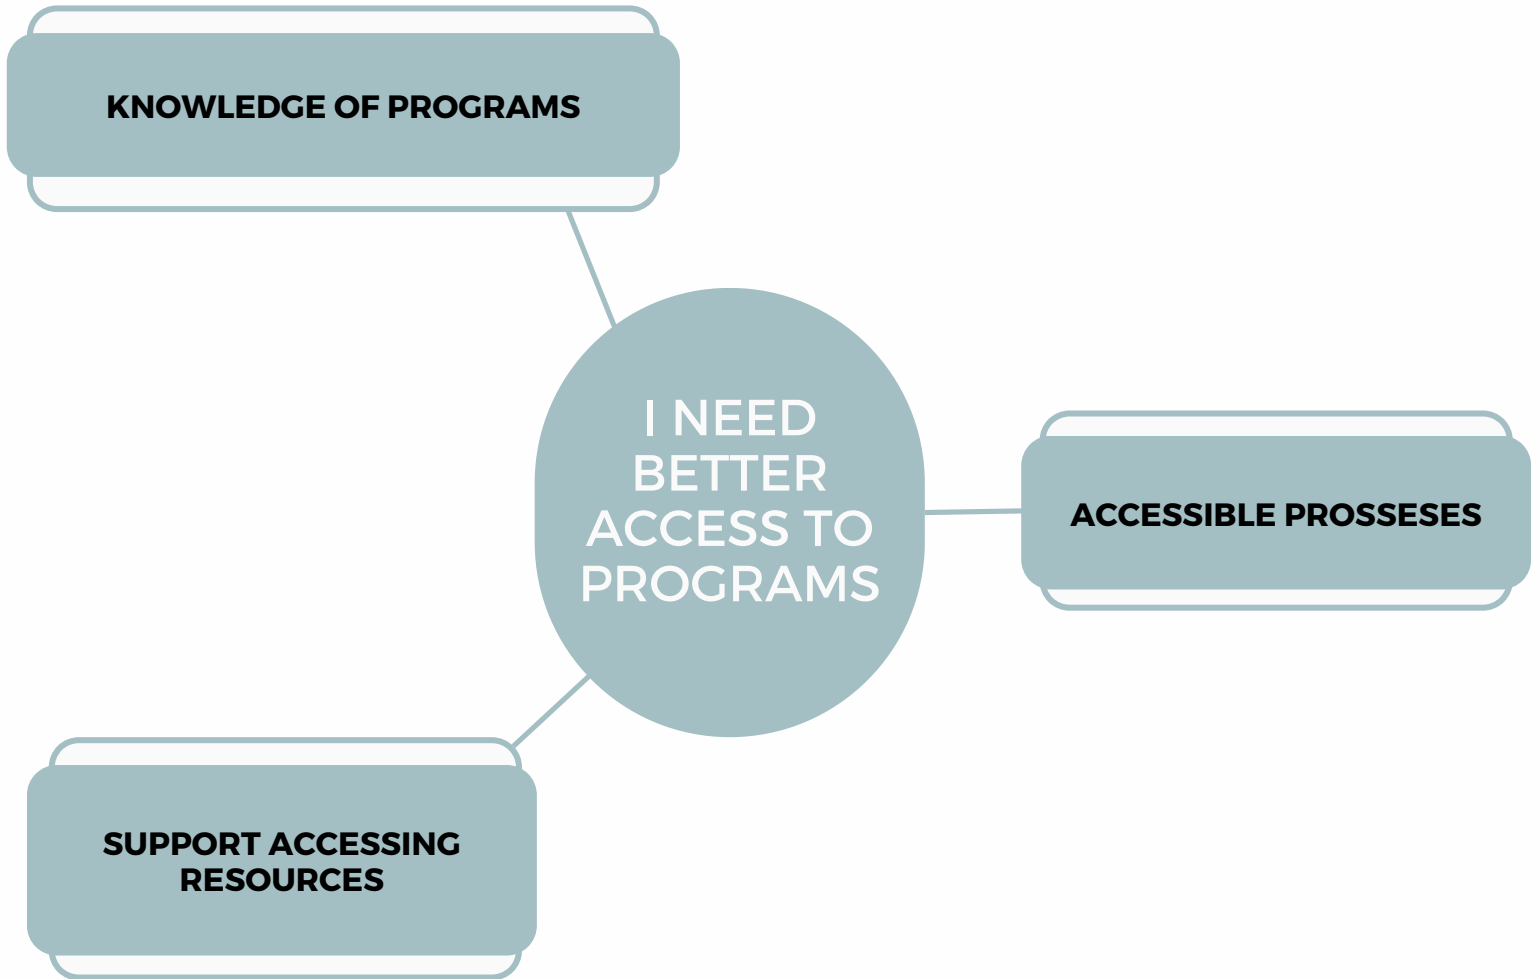 KNOWLEDGE OF PROGRAMS
I NEED
BETTER
ACCESS TO
PROGRAMS
ACCESSIBLE PROSSESES
SUPPORT ACCESSING
RESOURCES